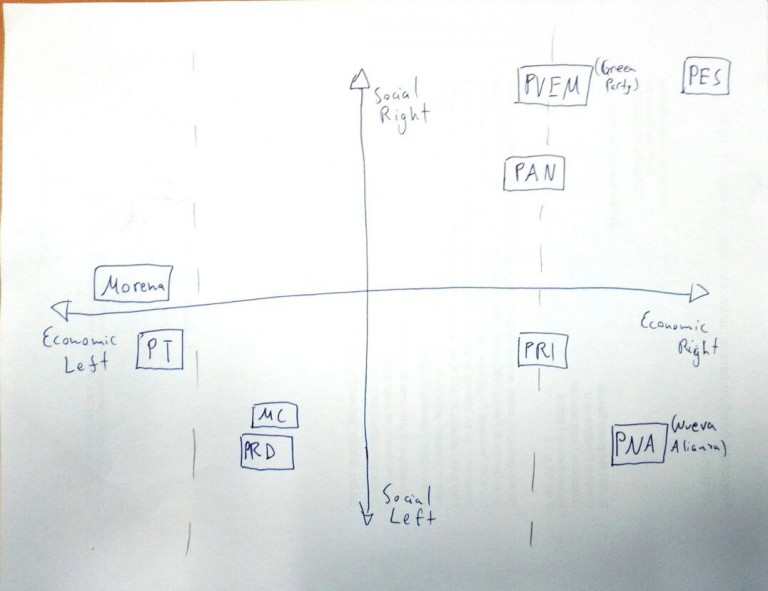 PVEM
(Green
Party)
PES
Social
Right
PAN
Morena
Economic
Left
PT
PRI
Economic
Right
MC
PRD
PNA
(Nueva
Alianza)
Social
Left